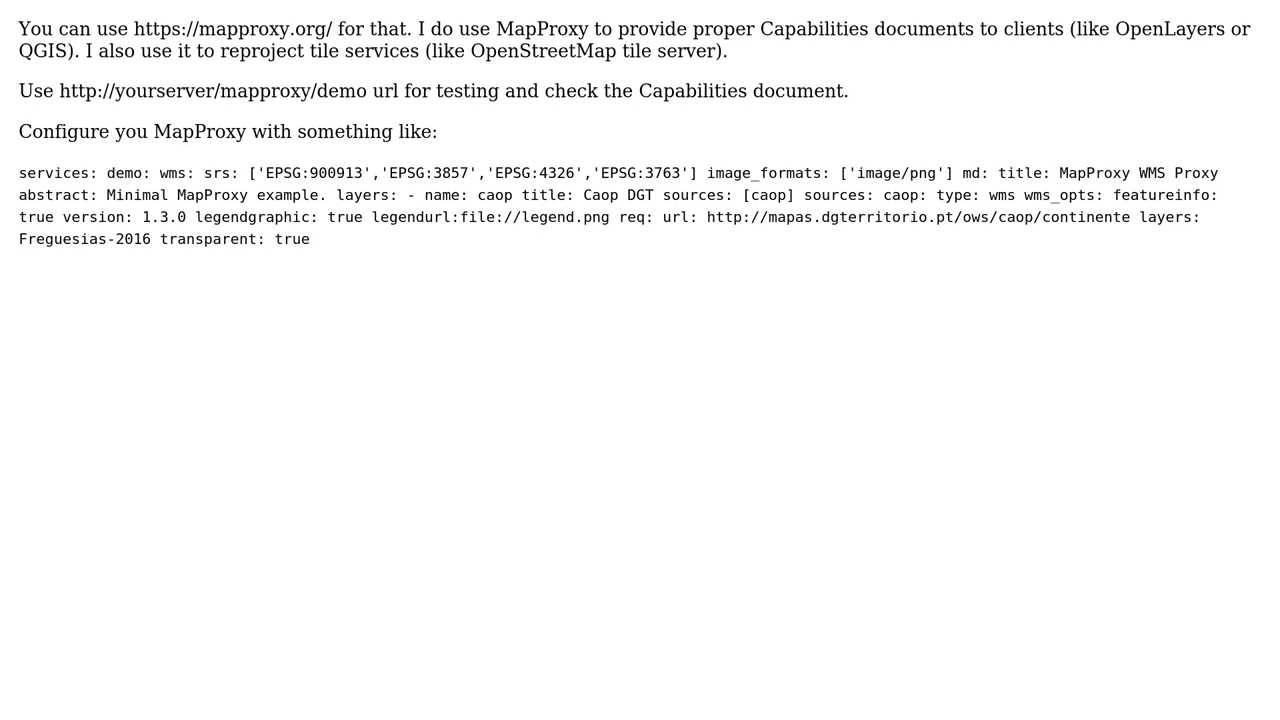 You can use https://mapproxy.org/ for that. I do use MapProxy to provide proper Capabilities documents to clients (like OpenLayers or
QGIS). I also use it to reproject tile services (like OpenStreetMap tile server).
Use http://yourserver/mapproxy/demo url for testing and check the Capabilities document.
Configure you MapProxy with something like:
services: demo: wms: srs: ['EPSG:900913','EPSG:3857','EPSG:4326','EPSG:3763'] image_formats: ['image/png'] md: title: MapProxy WMS Proxy
abstract: Minimal MapProxy example. layers: - name: caop title: Caop DGT sources: [caop] sources: caop: type: wms wms_opts: featureinfo:
true version: 1.3.0 legendgraphic: true legendurl:file://legend.png req: url: http://mapas.dgterritorio.pt/ows/caop/continente layers:
Freguesias-2016 transparent: true